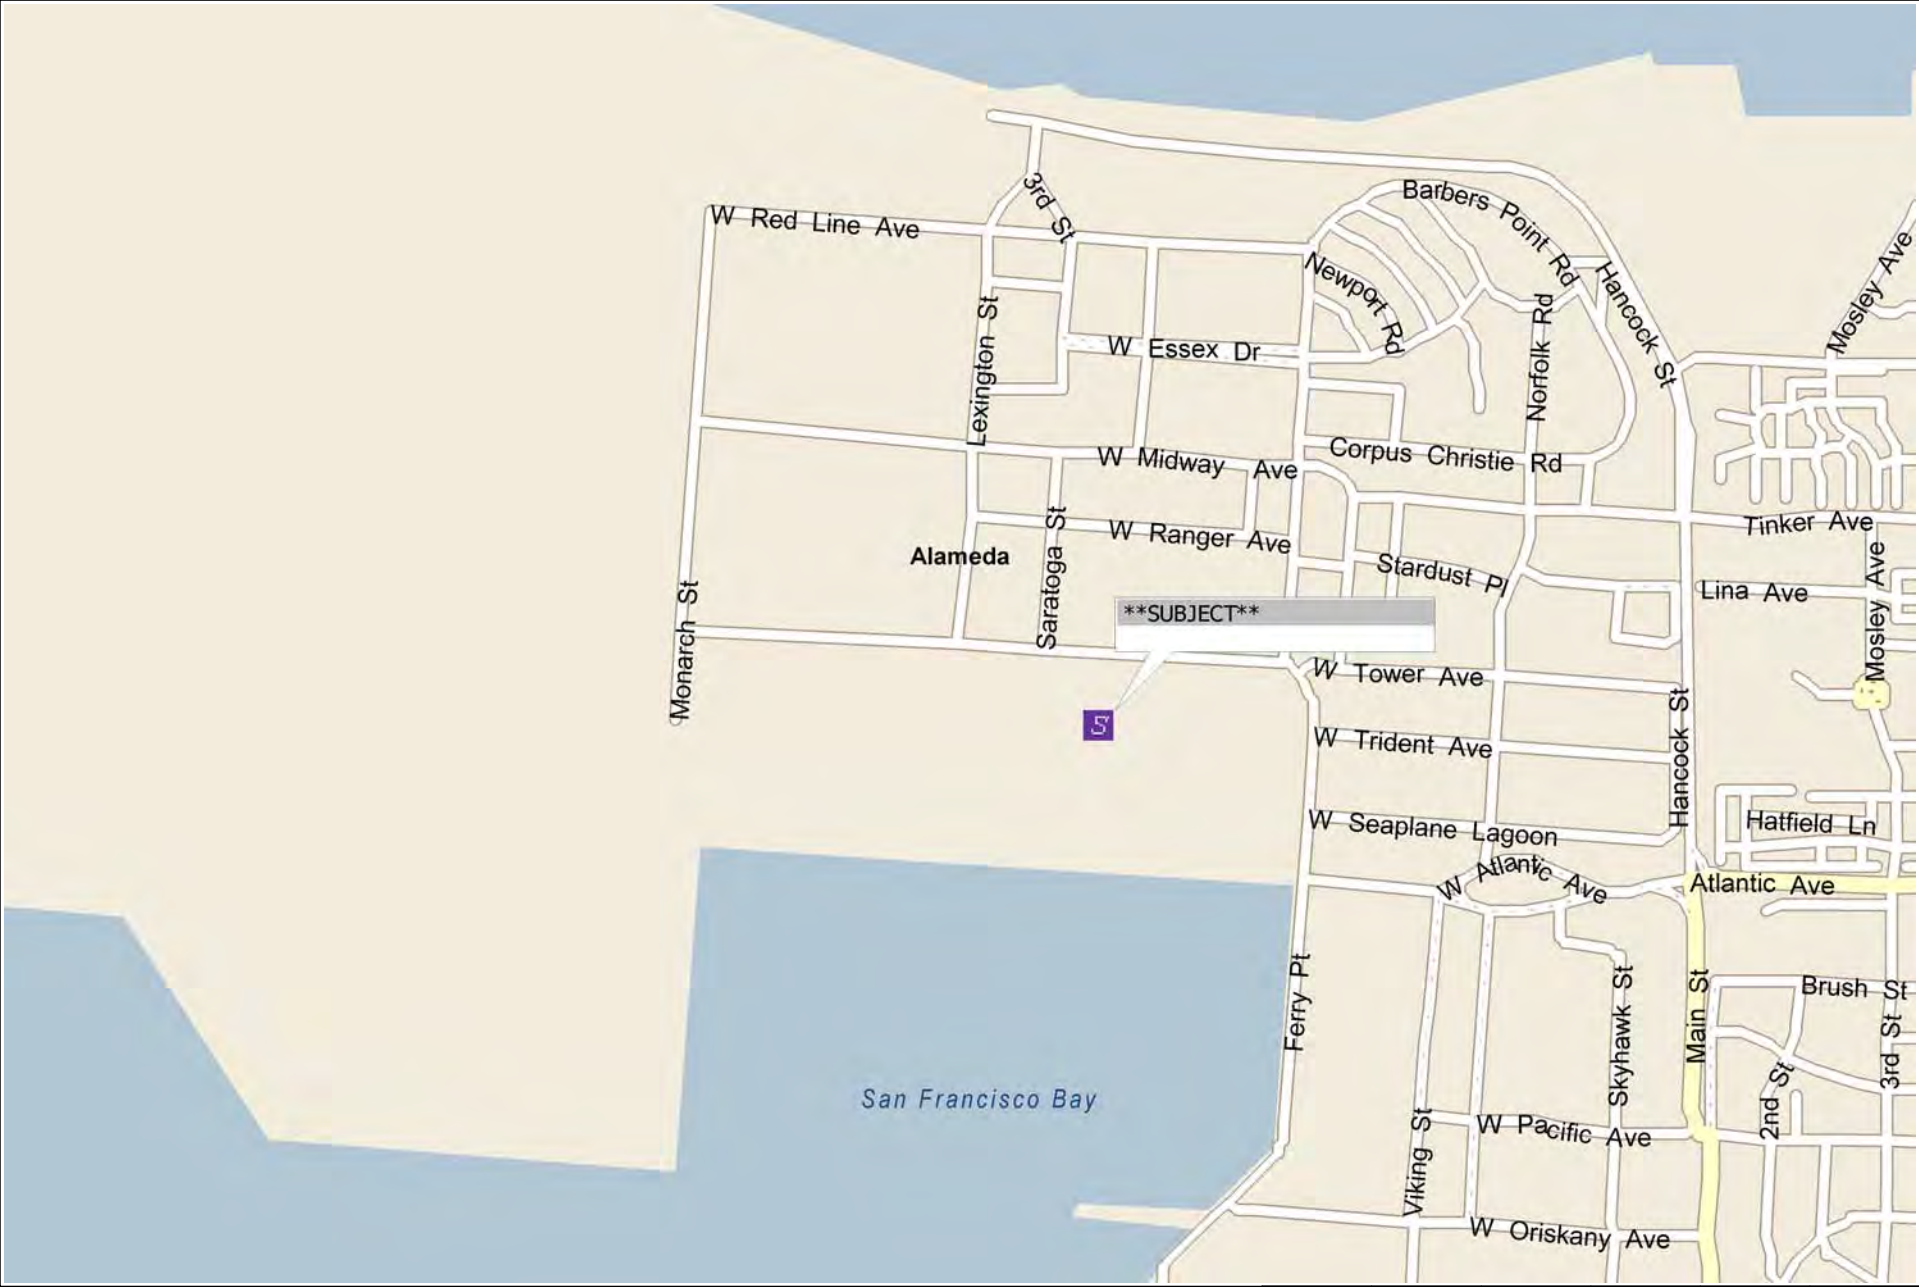 Barbers Point Rd
3rd St
W Red Line Ave
Mosley Ave
Newport Rd
Hancock St
Norfolk Rd
Lexington St
W Essex Dr
Corpus Christie Rd
W Midway Ave
Tinker Ave
W Ranger Ave
Saratoga St
Alameda
Stardust Pl
Lina Ave
Mosley Ave
Monarch St
**SUBJECT**
W Tower Ave
S
W Trident Ave
Hancock St
W Seaplane Lagoon
Hatfield Ln
W Atlantic Ave
Atlantic Ave
Ferry Pt
Skyhawk St
Main St
Brush St
3rd St
2nd St
San Francisco Bay
Viking St
W Pacific Ave
W Oriskany Ave